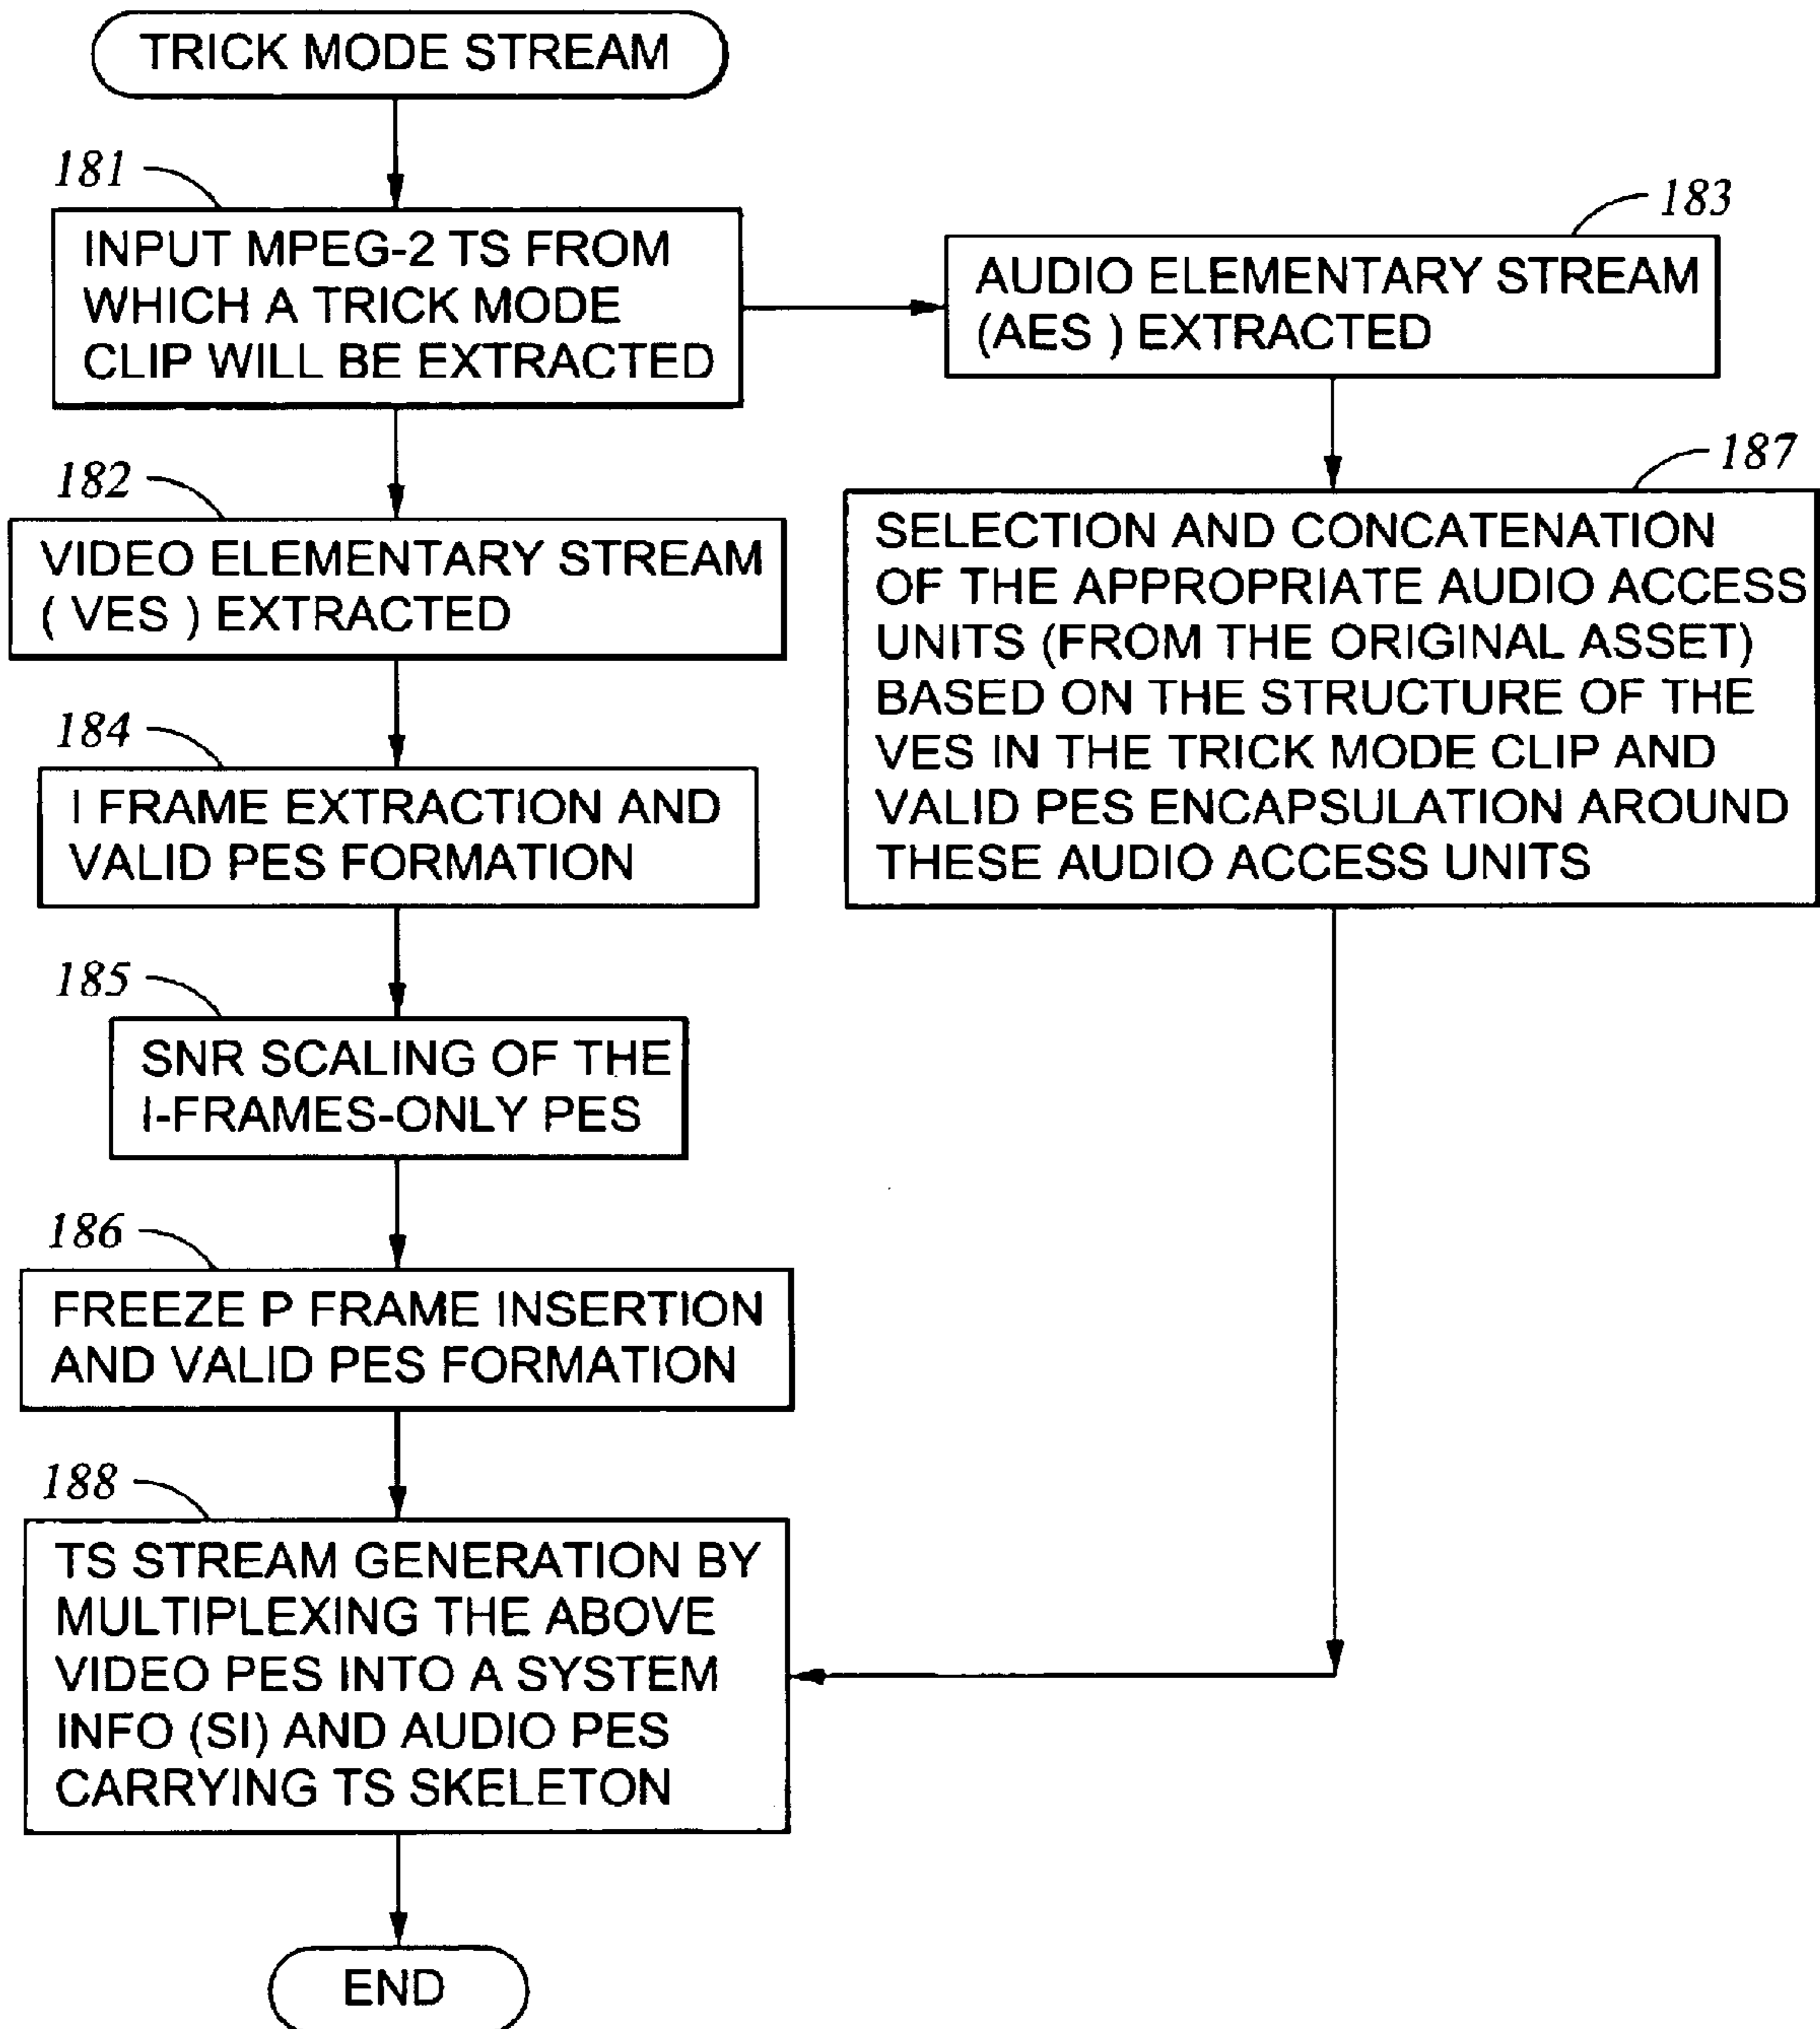 TRICK MODE STREAM
181
INPUT MPEG-2 TS FROM
WHICH A TRICK MODE
CLIP WILL BE EXTRACTED
183
AUDIO ELEMENTARY STREAM
(AES ) EXTRACTED
182
VIDEO ELEMENTARY STREAM
( VES ) EXTRACTED
187
SELECTION AND CONCATENATION
OF THE APPROPRIATE AUDIO ACCESS
UNITS (FROM THE ORIGINAL ASSET)
BASED ON THE STRUCTURE OF THE
VES IN THE TRICK MODE CLIP AND
VALID PES ENCAPSULATION AROUND
THESE AUDIO ACCESS UNITS
184
I FRAME EXTRACTION AND
VALID PES FORMATION
185
SNR SCALING OF THE
I-FRAMES-ONLY PES
186
FREEZE P FRAME INSERTION
AND VALID PES FORMATION
188
TS STREAM GENERATION BY
MULTIPLEXING THE ABOVE
VIDEO PES INTO A SYSTEM
INFO (SI) AND AUDIO PES
CARRYING TS SKELETON
END